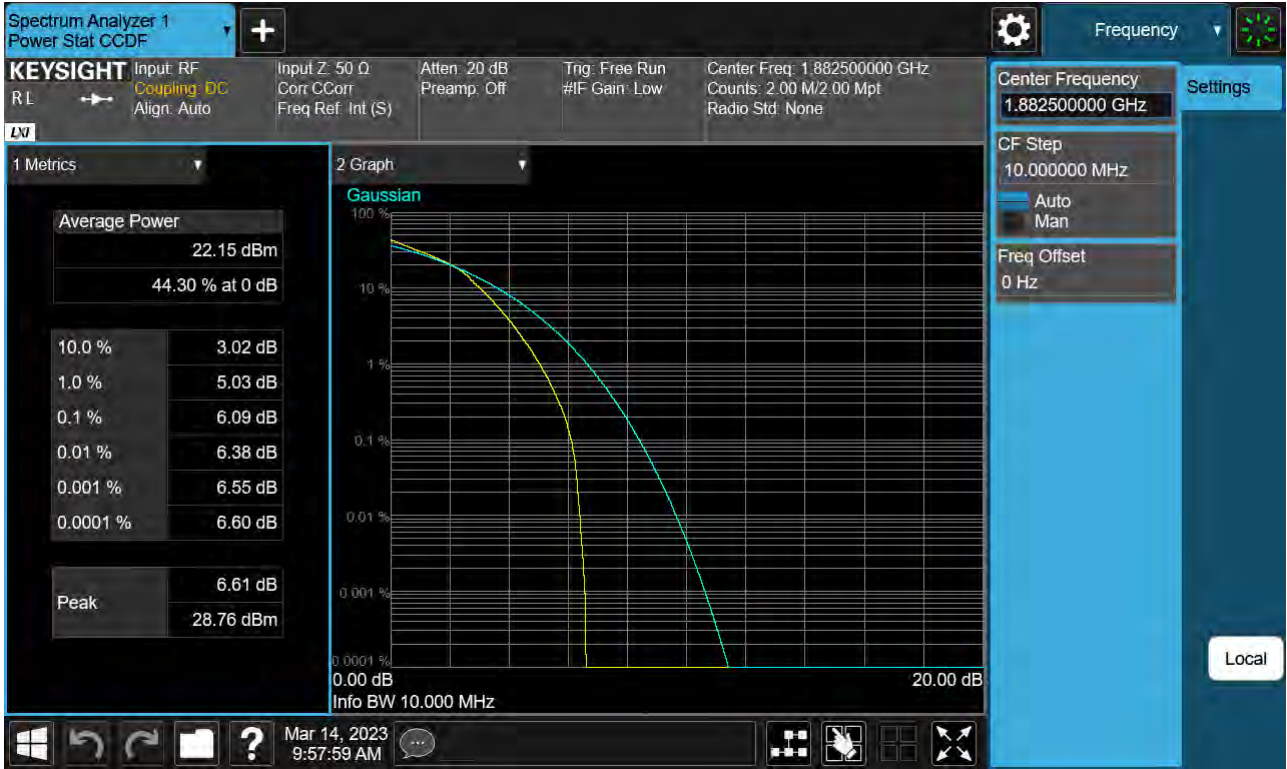 Spectrum Analyzer 1
Power Stat CCDF
+
Frequency
KEYSIGHT
R L
LXI
Input: RF
Coupling: DC
Align: Auto
Input Z: 50 Ω
Corr CCorr
Freq Ref: Int (S)
Atten: 20 dB
Preamp: Off
Trig: Free Run
#IF Gain: Low
Center Freq: 1.882500000 GHz
Counts: 2.00 M/2.00 Mpt
Radio Std: None
Center Frequency
1.882500000 GHz
Settings
CF Step
10.000000 MHz
Auto
Man
Freq Offset
0 Hz
Local
1 Metrics
Average Power
22.15 dBm
44.30 % at 0 dB
10.0 % 3.02 dB
1.0 % 5.03 dB
0.1 % 6.09 dB
0.01 % 6.38 dB
0.001 % 6.55 dB
0.0001 % 6.60 dB
Peak
6.61 dB
28.76 dBm
2 Graph
Gaussian
100 %
10 %
1 %
0.1 %
0.01 %
0.001 %
0.0001 %
0.00 dB 20.00 dB
Info BW 10.000 MHz
?
Mar 14, 2023
9:57:59 AM